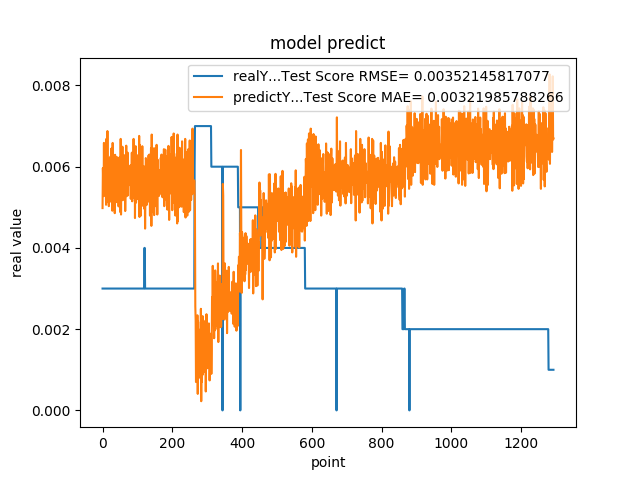 model predict
realY...Test Score RMSE= 0.00352145817077
predictY...Test Score MAE= 0.00321985788266
0.008
0.006
0.004
0.002
0.000
real value
0 200 400 600 800 1000 1200
point